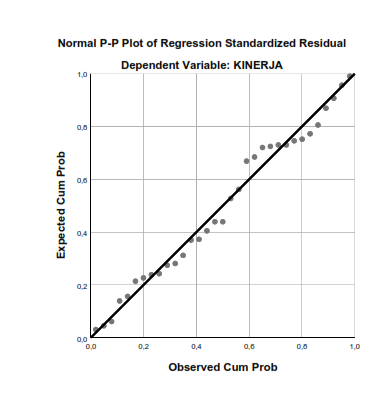 Normal P-P Plot of Regression Standardized Residual
Dependent Variable: KINERJA
1,0
0,8
0,6
0,4
0,2
0,0
Expected Cum Prob
0,0 0,2 0,4 0,6 0,8 1,0
Observed Cum Prob